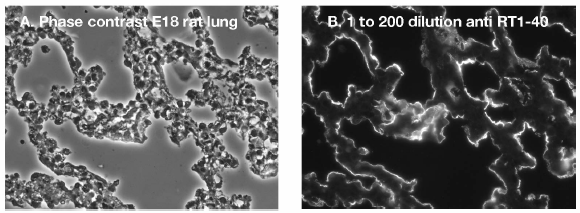 A. Phase contrast E18 rat lung
B. 1 to 200 dilution anti RT1-40